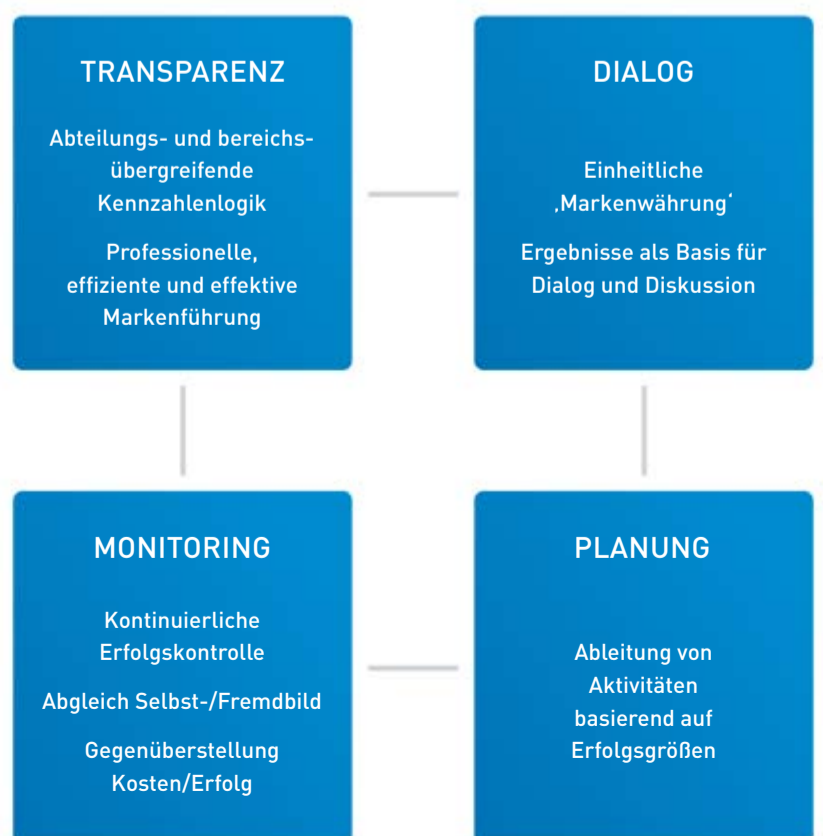 TRANSPARENZ
Abteilungs- und bereichs-
übergreifende
Kennzahlenlogik
Professionelle,
effiziente und effektive
Markenführung
DIALOG
Einheitliche
‚Markenwährung‘
Ergebnisse als Basis für
Dialog und Diskussion
MONITORING
Kontinuierliche
Erfolgskontrolle
Abgleich Selbst-/Fremdbild
Gegenüberstellung
Kosten/Erfolg
PLANUNG
Ableitung von
Aktivitäten
basierend auf
Erfolgsgrößen